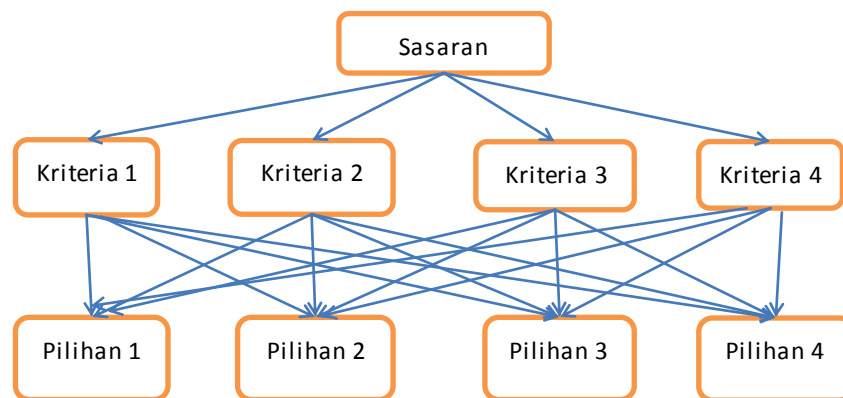 Sasaran
Kriteria 1
Kriteria 2
Kriteria 3
Kriteria 4
Pilihan 1
Pilihan 2
Pilihan 3
Pilihan 4